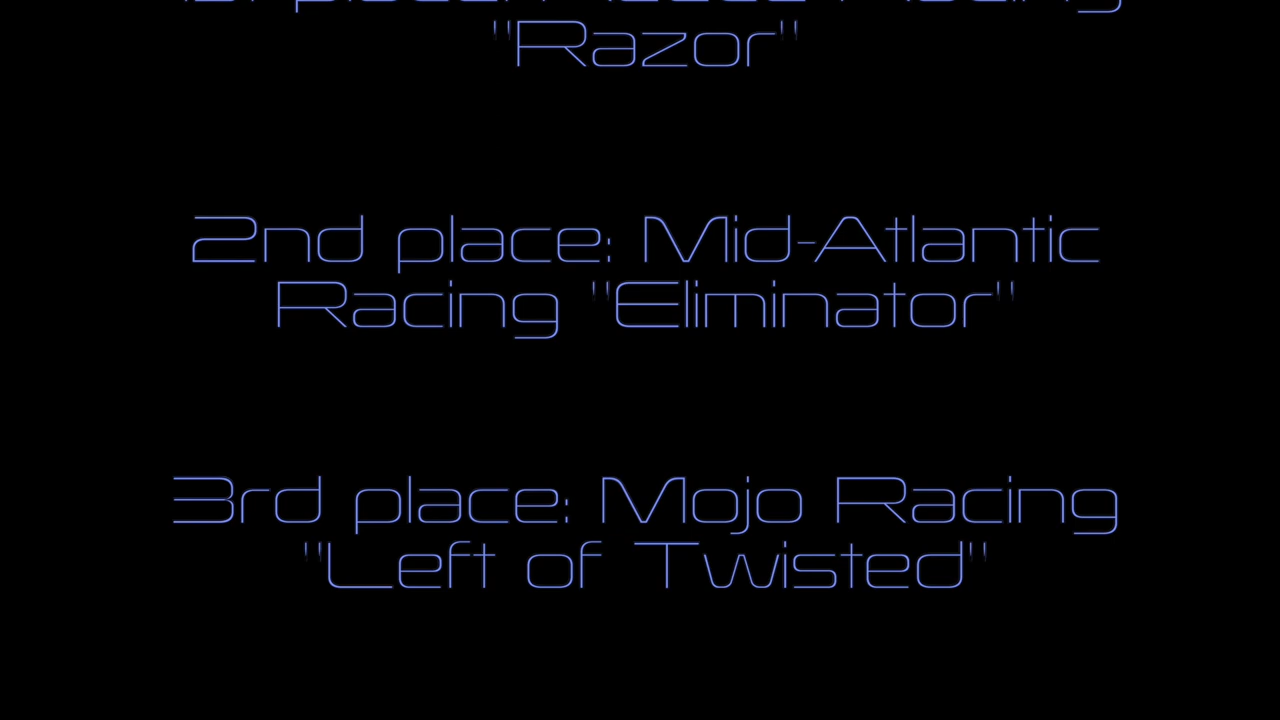 "Razor"
2nd place: Mid-Atlantic
Racing "Eliminator"
3rd place: Mojo Racing
"Left of Twisted"